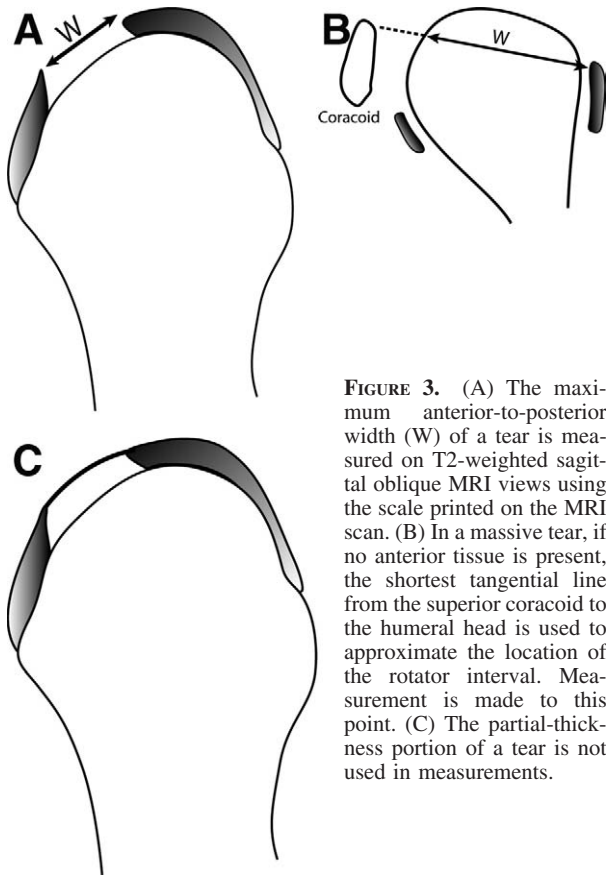 A
W
B
W
Coracoid
C
FIGURE 3. (A) The maxi-
mum anterior-to-posterior
width (W) of a tear is mea-
sured on T2-weighted sagit-
tal oblique MRI views using
the scale printed on the MRI
scan. (B) In a massive tear, if
no anterior tissue is present,
the shortest tangential line
from the superior coracoid to
the humeral head is used to
approximate the location of
the rotator interval. Mea-
surement is made to this
point. (C) The partial-thick-
ness portion of a tear is not
used in measurements.